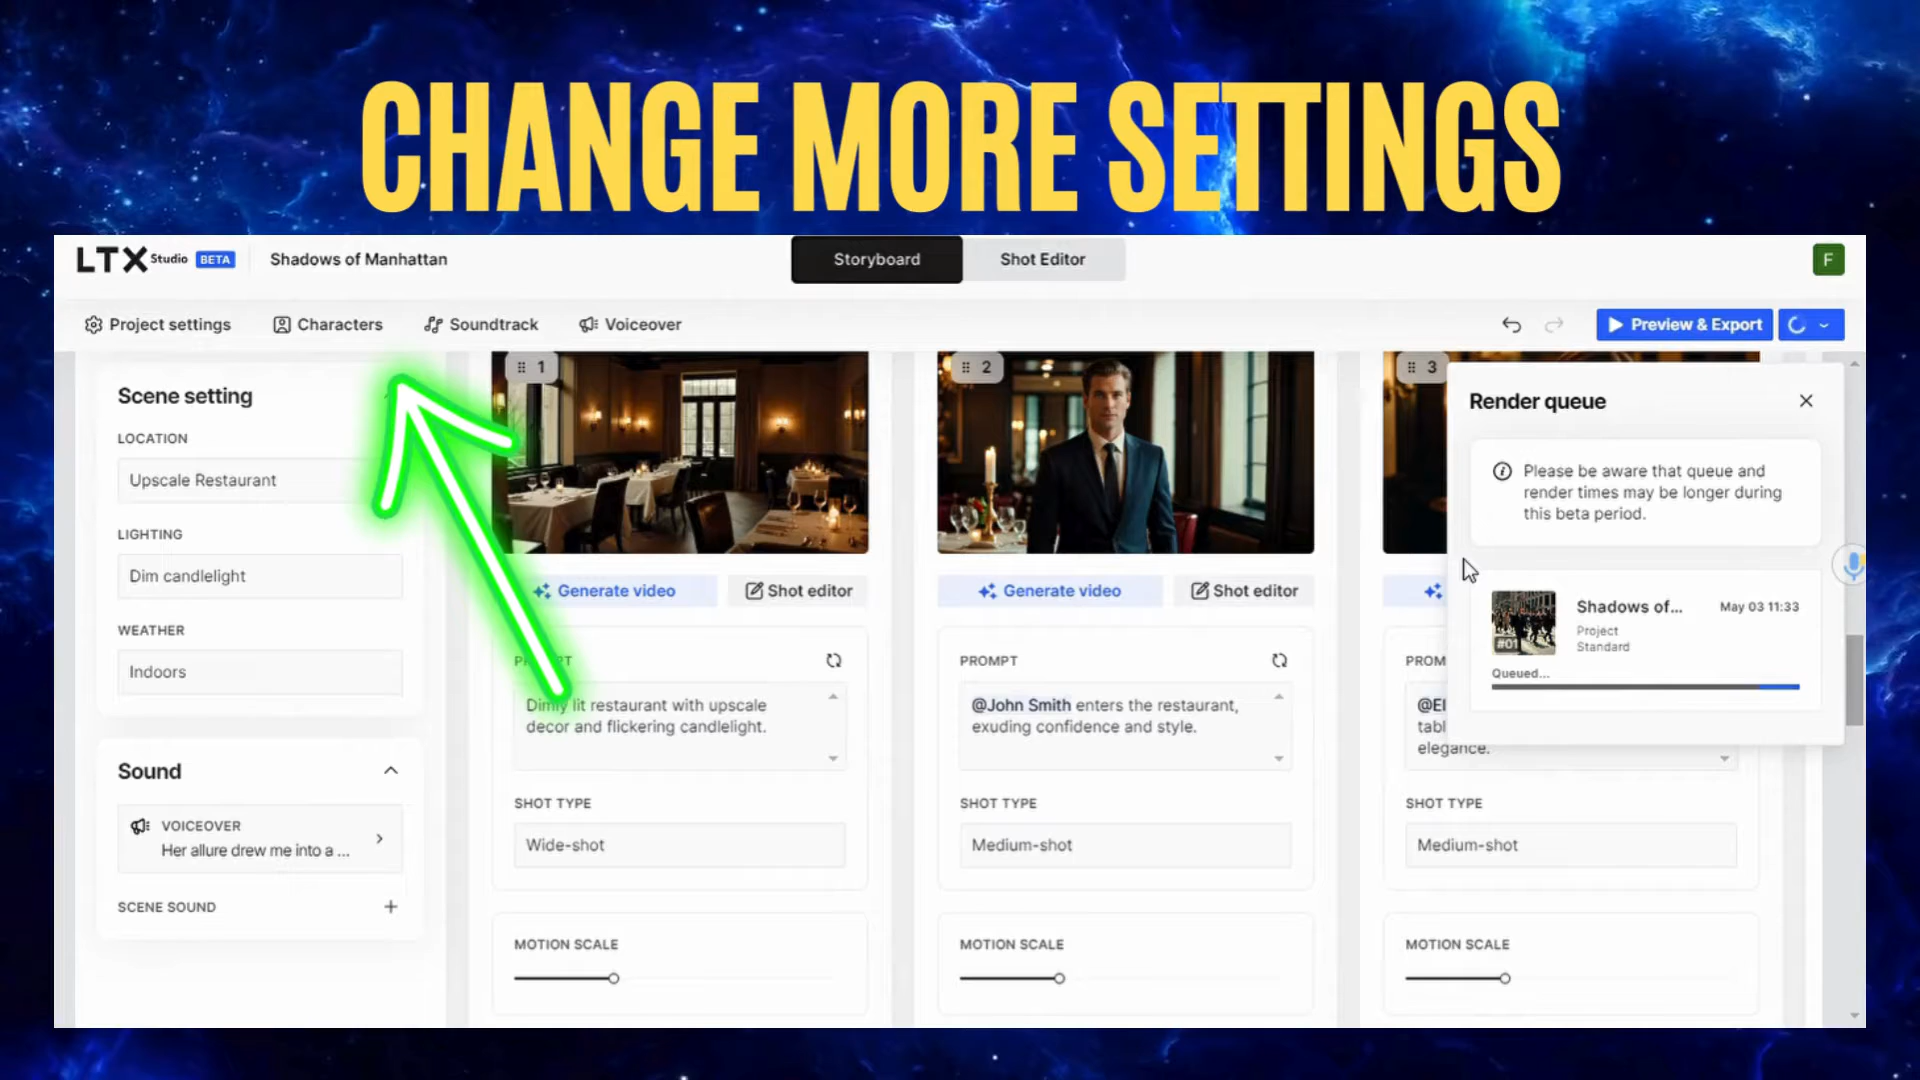 CHANGE MORE SETTINGS
LTX Studio BETA
Shadows of Manhattan
Storyboard
Shot Editor
F
Project settings
Characters
Soundtrack
Voiceover
Preview & Export
Scene setting
LOCATION
Upscale Restaurant
LIGHTING
Dim candlelight
WEATHER
Indoors
Sound
VOICEOVER
Her allure drew me into a ...
SCENE SOUND
1
Generate video
Shot editor
PROMPT
Dimly lit restaurant with upscale
decor and flickering candlelight.
SHOT TYPE
Wide-shot
MOTION SCALE
2
Generate video
Shot editor
PROMPT
@John Smith enters the restaurant,
exuding confidence and style.
SHOT TYPE
Medium-shot
MOTION SCALE
3
PROM
@El
tabl
elegance.
SHOT TYPE
Medium-shot
MOTION SCALE
Render queue
Please be aware that queue and
render times may be longer during
this beta period.
#01
Shadows of...
May 03 11:33
Project
Standard
Queued...